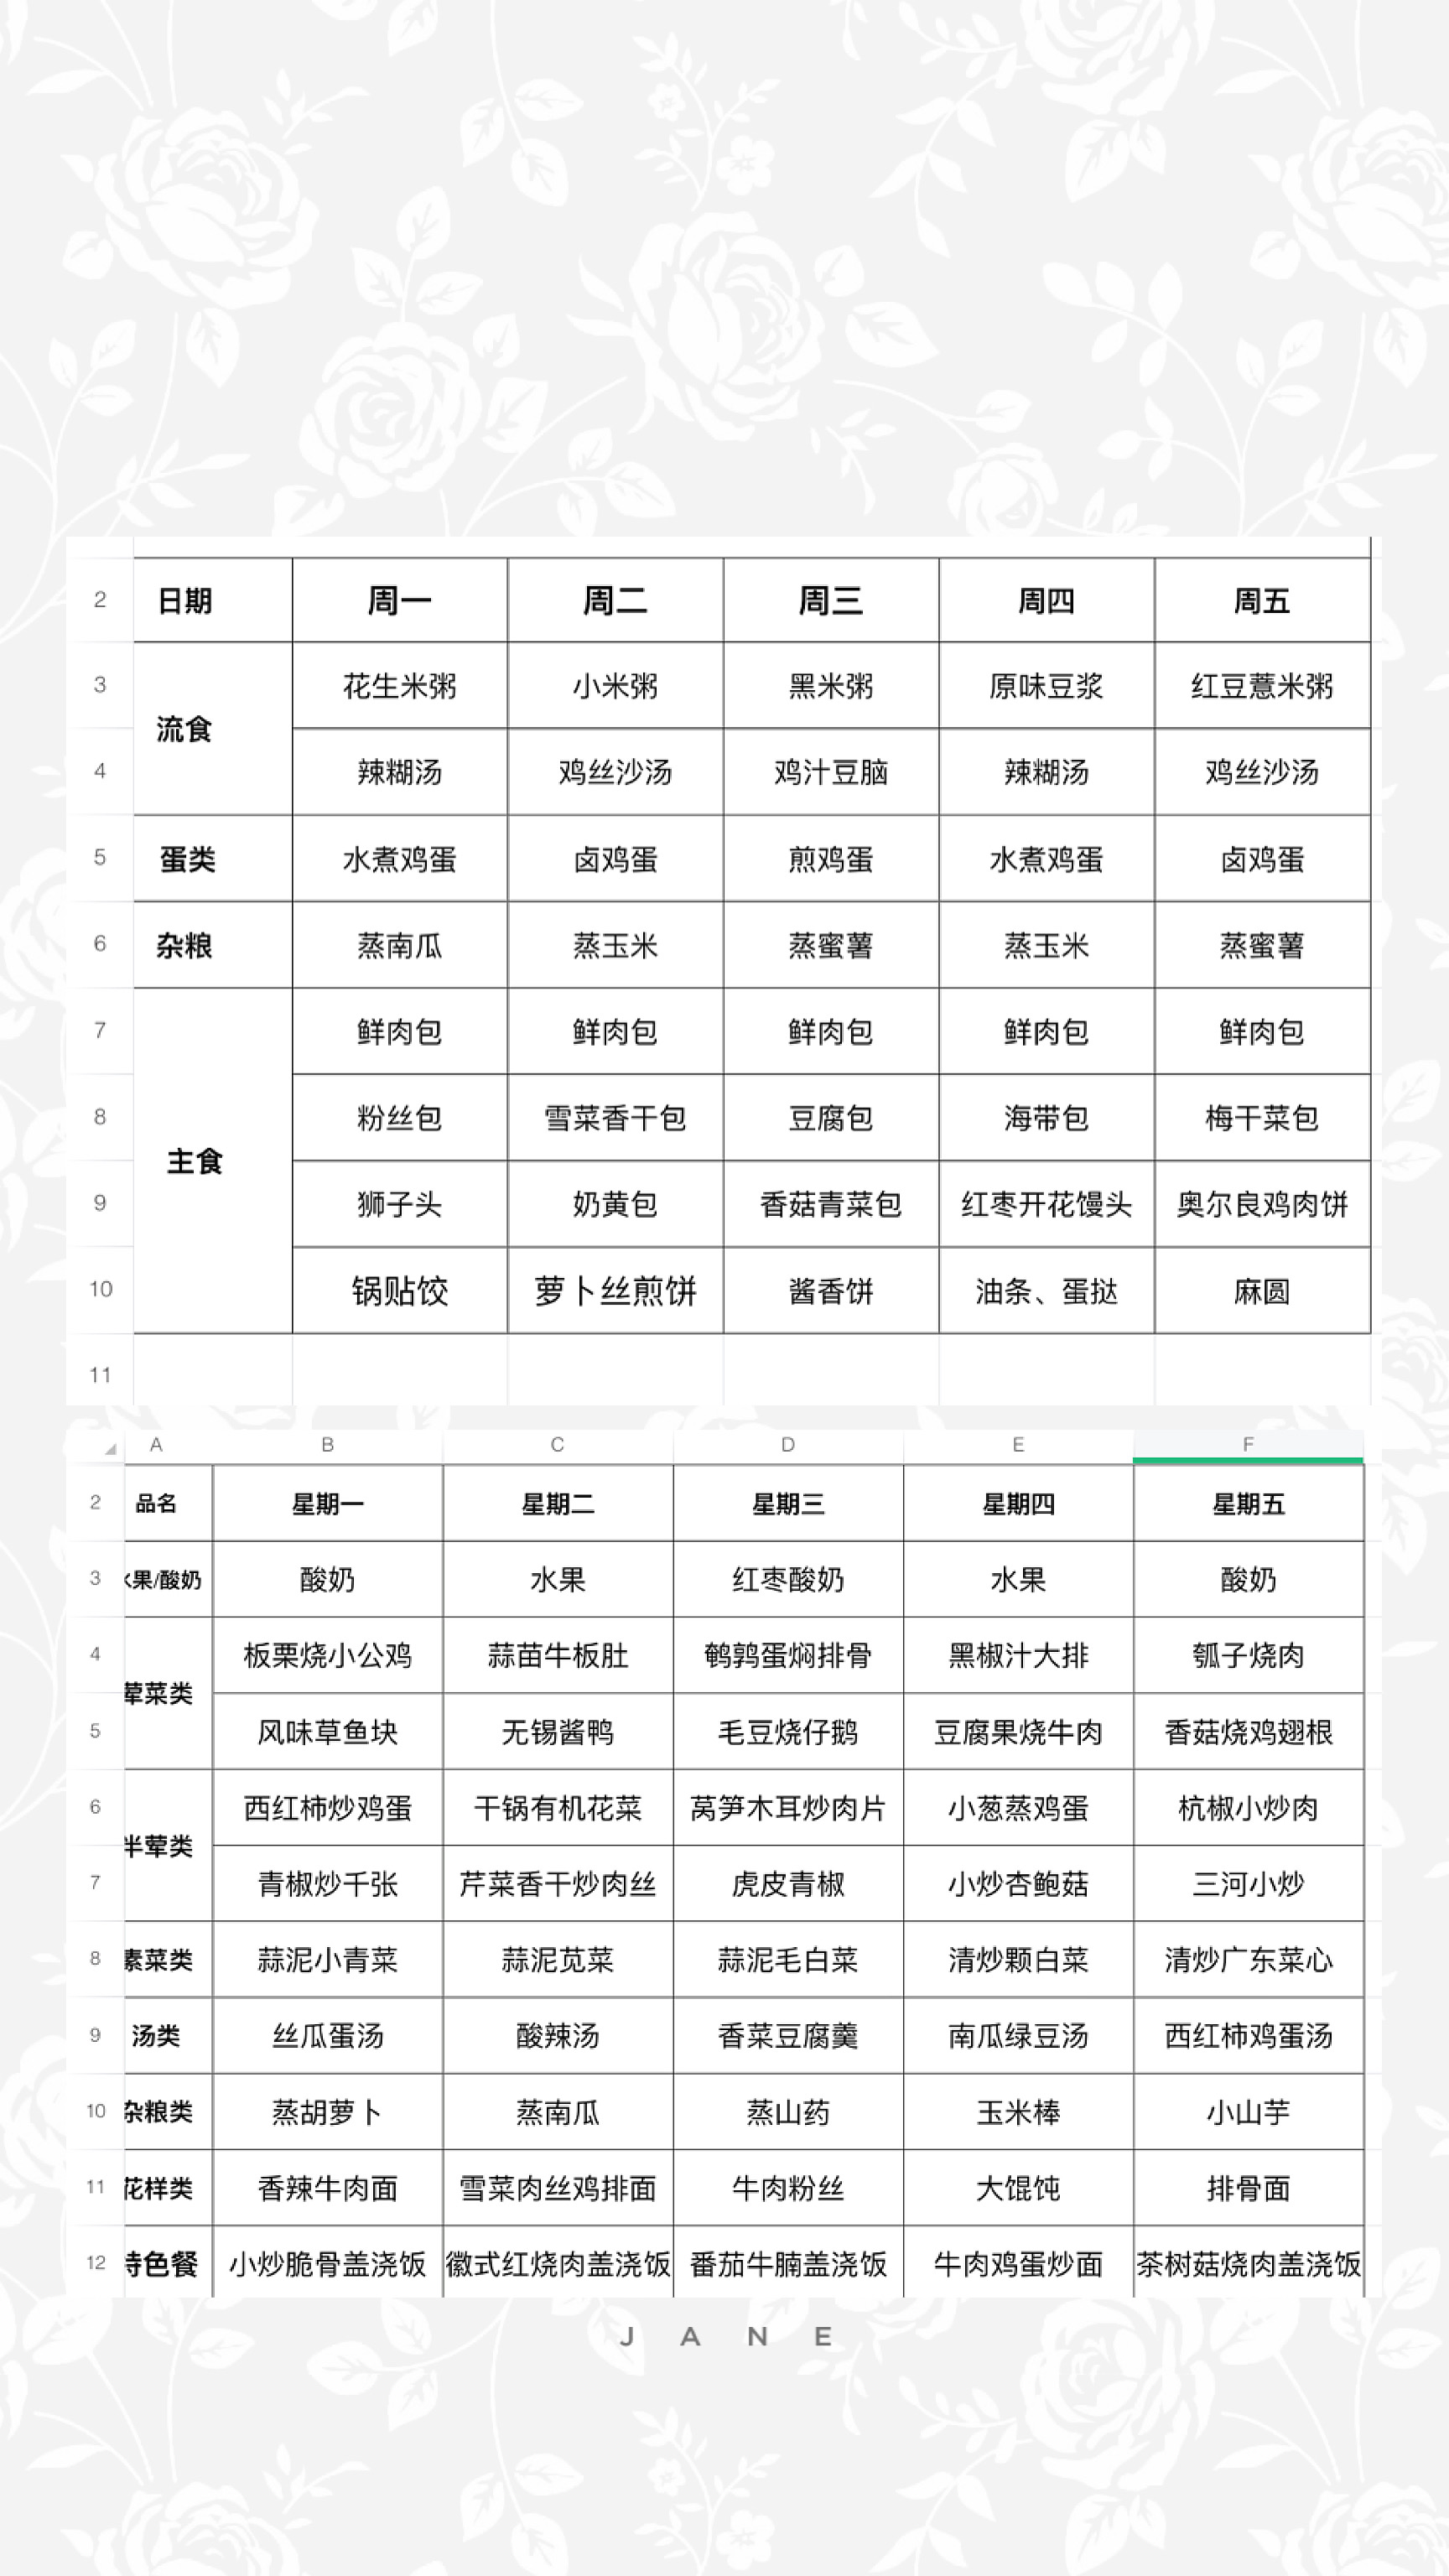 2 日期 周一 周二 周三 周四 周五
3 花生米粥 小米粥 黑米粥 原味豆浆 红豆薏米粥
流食
4 辣糊汤 鸡丝沙汤 鸡汁豆脑 辣糊汤 鸡丝沙汤
5 蛋类 水煮鸡蛋 卤鸡蛋 煎鸡蛋 水煮鸡蛋 卤鸡蛋
6 杂粮 蒸南瓜 蒸玉米 蒸蜜薯 蒸玉米 蒸蜜薯
7 鲜肉包 鲜肉包 鲜肉包 鲜肉包 鲜肉包
8 粉丝包 雪菜香干包 豆腐包 海带包 梅干菜包
主食
9 狮子头 奶黄包 香菇青菜包 红枣开花馒头 奥尔良鸡肉饼
10 锅贴饺 萝卜丝煎饼 酱香饼 油条、蛋挞 麻圆
11
A B C D E F
2 品名 星期一 星期二 星期三 星期四 星期五
3 果/酸奶 酸奶 水果 红枣酸奶 水果 酸奶
4 板栗烧小公鸡 蒜苗牛板肚 鹌鹑蛋焖排骨 黑椒汁大排 瓠子烧肉
荤菜类
5 风味草鱼块 无锡酱鸭 毛豆烧仔鹅 豆腐果烧牛肉 香菇烧鸡翅根
6 西红柿炒鸡蛋 干锅有机花菜 莴笋木耳炒肉片 小葱蒸鸡蛋 杭椒小炒肉
半荤类
7 青椒炒千张 芹菜香干炒肉丝 虎皮青椒 小炒杏鲍菇 三河小炒
8 素菜类 蒜泥小青菜 蒜泥苋菜 蒜泥毛白菜 清炒颗白菜 清炒广东菜心
9 汤类 丝瓜蛋汤 酸辣汤 香菜豆腐羹 南瓜绿豆汤 西红柿鸡蛋汤
10 杂粮类 蒸胡萝卜 蒸南瓜 蒸山药 玉米棒 小山芋
11 花样类 香辣牛肉面 雪菜肉丝鸡排面 牛肉粉丝 大馄饨 排骨面
12 特色餐 小炒脆骨盖浇饭 徽式红烧肉盖浇饭 番茄牛腩盖浇饭 牛肉鸡蛋炒面 茶树菇烧肉盖浇饭
JANE